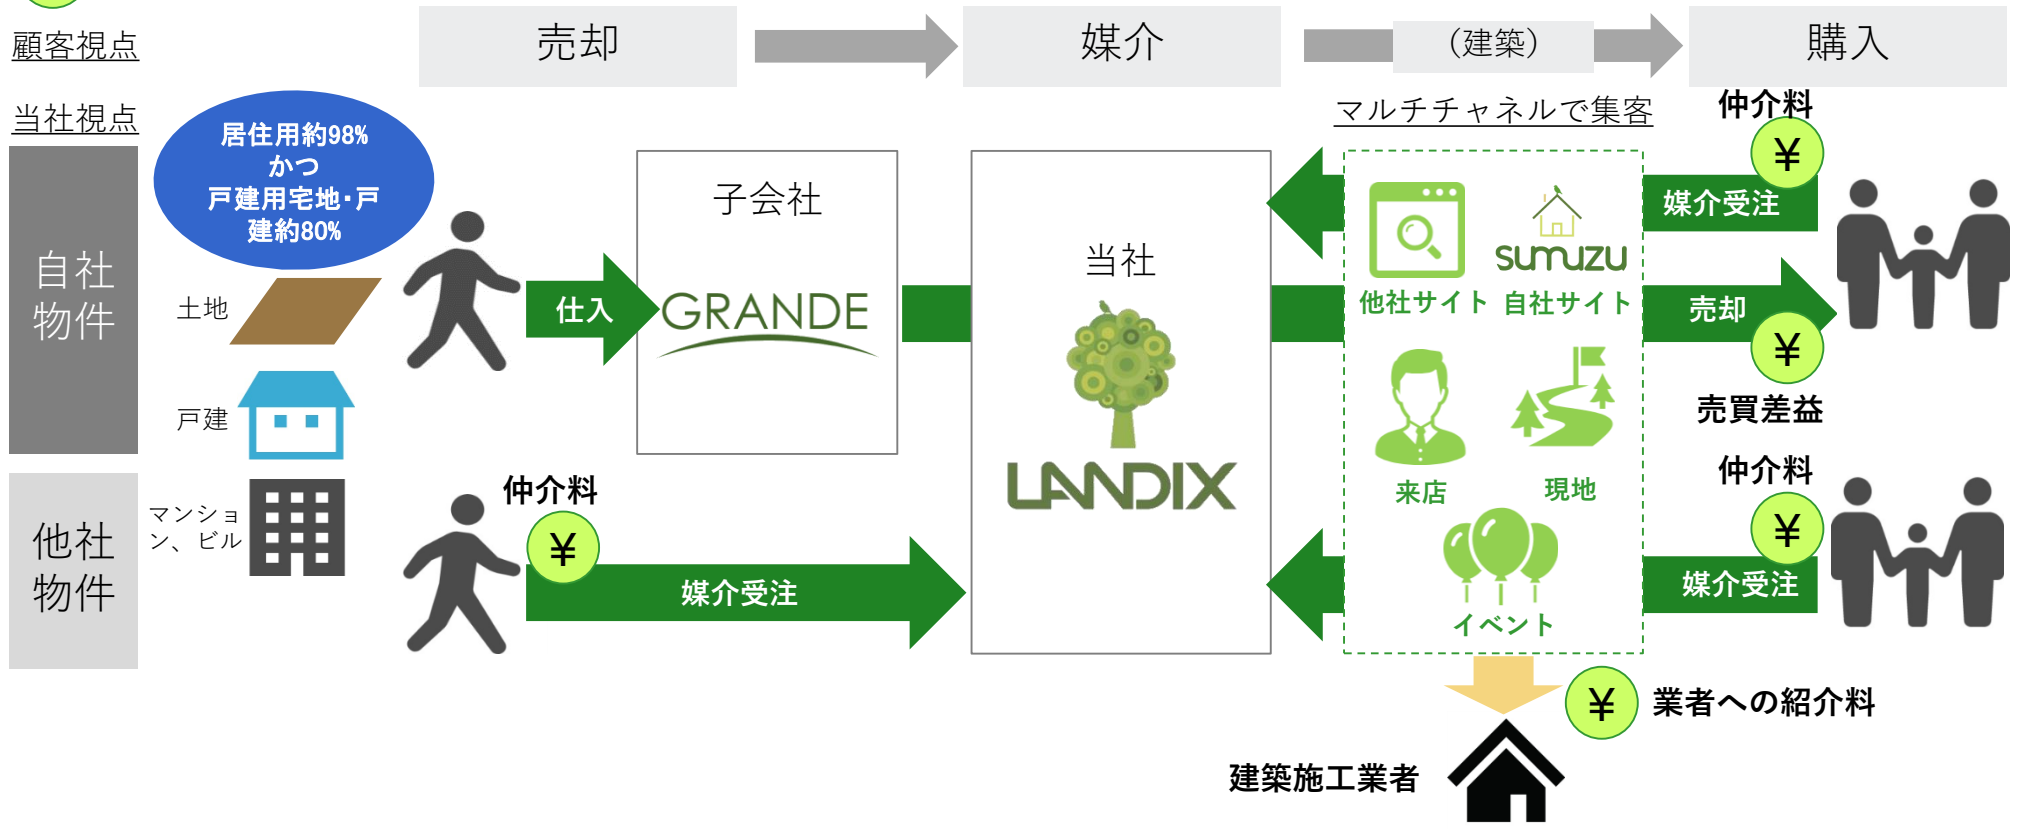 顧客視点
売却
媒介
(建築)
購入
当社視点
マルチチャネルで集客
仲介料
¥
居住用約98%
かつ
戸建用宅地・戸
建約80%
自社
物件
土地
戸建
仕入
子会社
GRANDE
当社
LANDIX
他社サイト
sumuzu
自社サイト
来店
現地
イベント
媒介受注
売却
¥
売買差益
他社
物件
マンショ
ン、ビル
仲介料
¥
媒介受注
仲介料
¥
媒介受注
¥
業者への紹介料
建築施工業者